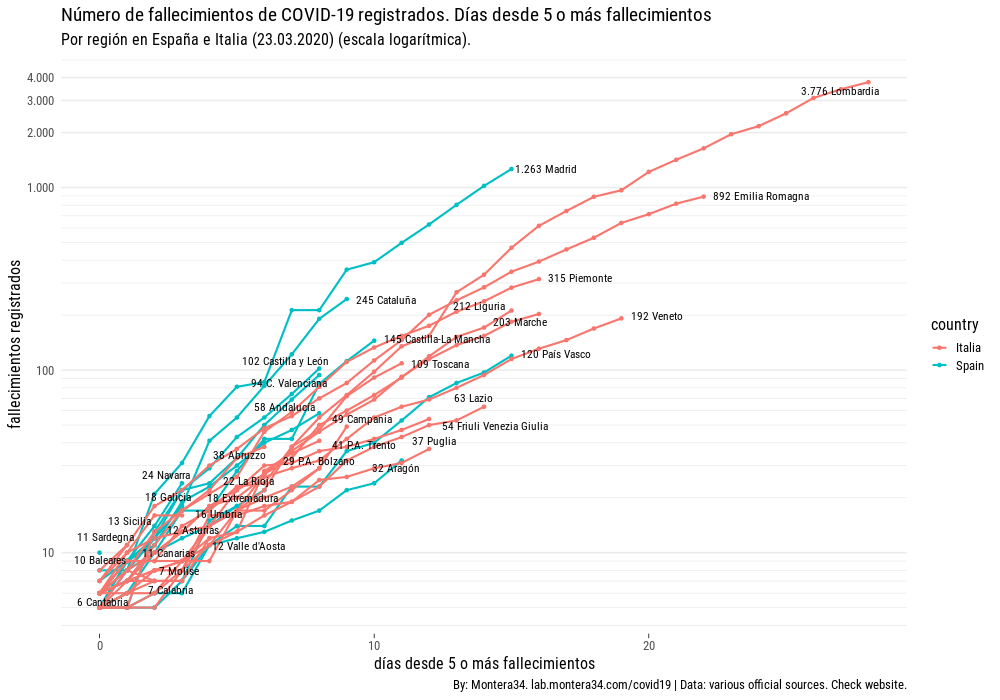 Número de fallecimientos de COVID-19 registrados. Días desde 5 o más fallecimientos
Por región en España e Italia (23.03.2020) (escala logarítmica).
fallecimientos registrados
4.000
3.000
2.000
1.000
100
10
3.776 Lombardia
1.263 Madrid
892 Emilia Romagna
315 Piemonte
245 Cataluña
212 Liguria
203 Marche
192 Veneto
145 Castilla-La Mancha
120 País Vasco
102 Castilla y León
109 Toscana
94 C. Valenciana
63 Lazio
58 Andalucía
49 Campania
54 Friuli Venezia Giulia
41 P.A. Trento
37 Puglia
38 Abruzzo
29 P.A. Bolzano
32 Aragón
24 Navarra
22 La Rioja
18 Galicia
18 Extremadura
16 Umbria
13 Sicilia
12 Asturias
11 Sardegna
12 Valle d'Aosta
11 Canarias
10 Baleares
7 Molise
7 Calabria
6 Cantabria
0
10
20
días desde 5 o más fallecimientos
country
Italia
Spain
By: Montera34. lab.montera34.com/covid19 | Data: various official sources. Check website.